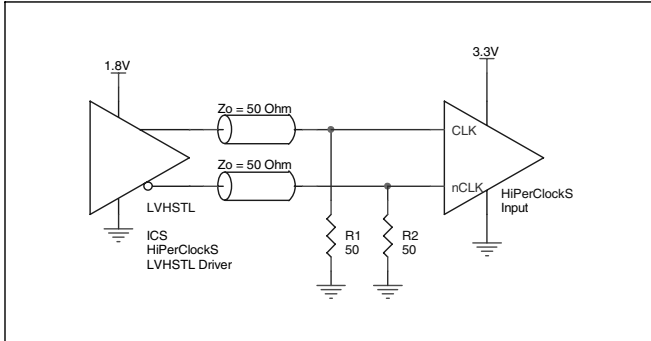 1.8V
3.3V
Zo = 50 Ohm
CLK
Zo = 50 Ohm
nCLK
HiPerClockS
Input
LVHSTL
ICS
HiPerClockS
LVHSTL Driver
R1
50
R2
50